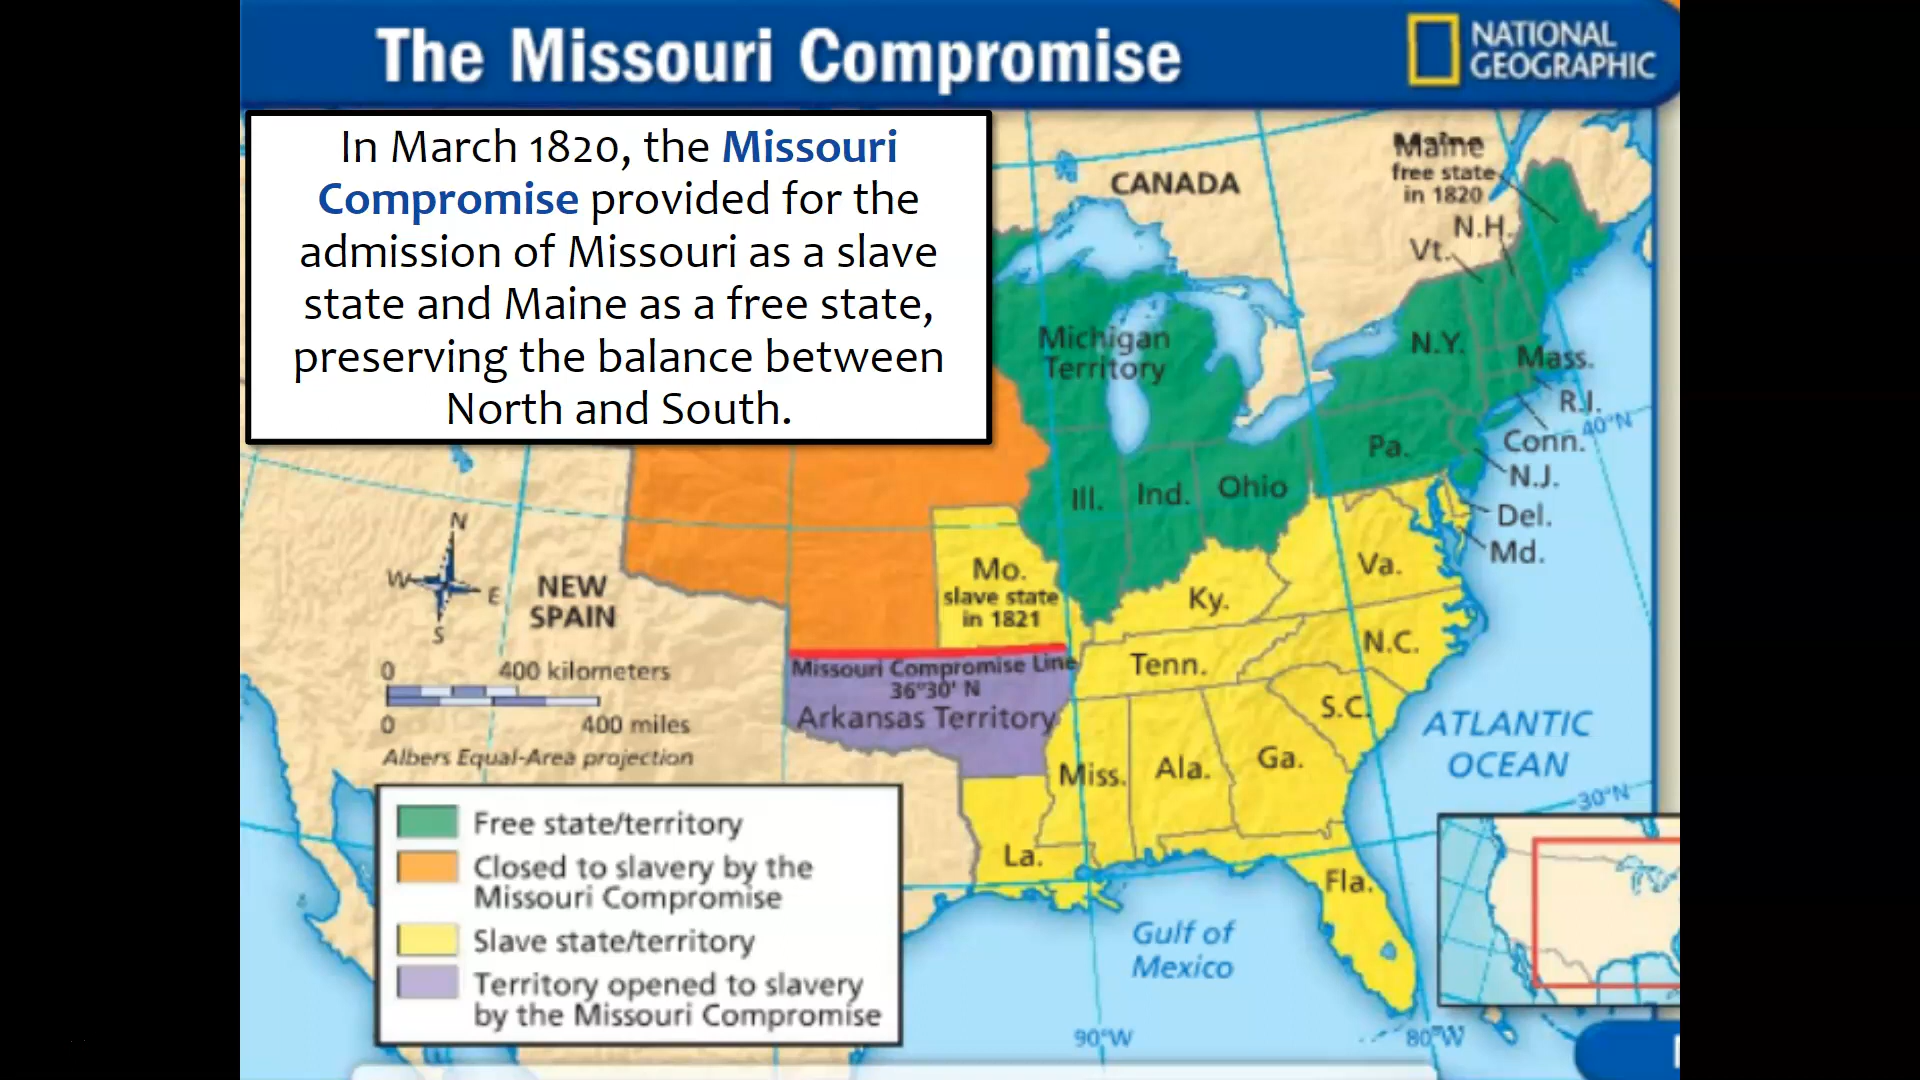 The Missouri Compromise
NATIONAL
GEOGRAPHIC
In March 1820, the Missouri
Compromise provided for the
admission of Missouri as a slave
state and Maine as a free state,
preserving the balance between
North and South.
CANADA
Maine
free state
in 1820
N.H.
Vt.
Michigan
Territory
N.Y.
Mass.
R.I.
40°N
Conn.
Pa.
N.J.
Ill.
Ind.
Ohio
Del.
Md.
N
W
E
S
NEW
SPAIN
Mo.
slave state
in 1821
Ky.
Va.
N.C.
Tenn.
0
400 kilometers
0
400 miles
Albers Equal-Area projection
Missouri Compromise Line
36°30' N
Arkansas Territory
S.C.
ATLANTIC
OCEAN
Miss.
Ala.
Ga.
30°N
La.
Fla.
Gulf of
Mexico
90°W
80°W
Free state/territory
Closed to slavery by the
Missouri Compromise
Slave state/territory
Territory opened to slavery
by the Missouri Compromise